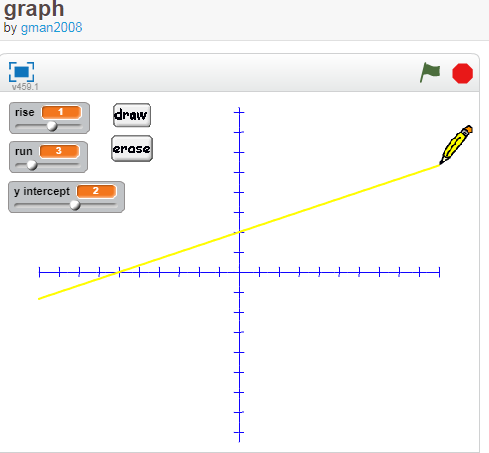 graph
by gman2008
v459.1
rise 1
draw
run 3
erase
y intercept 2